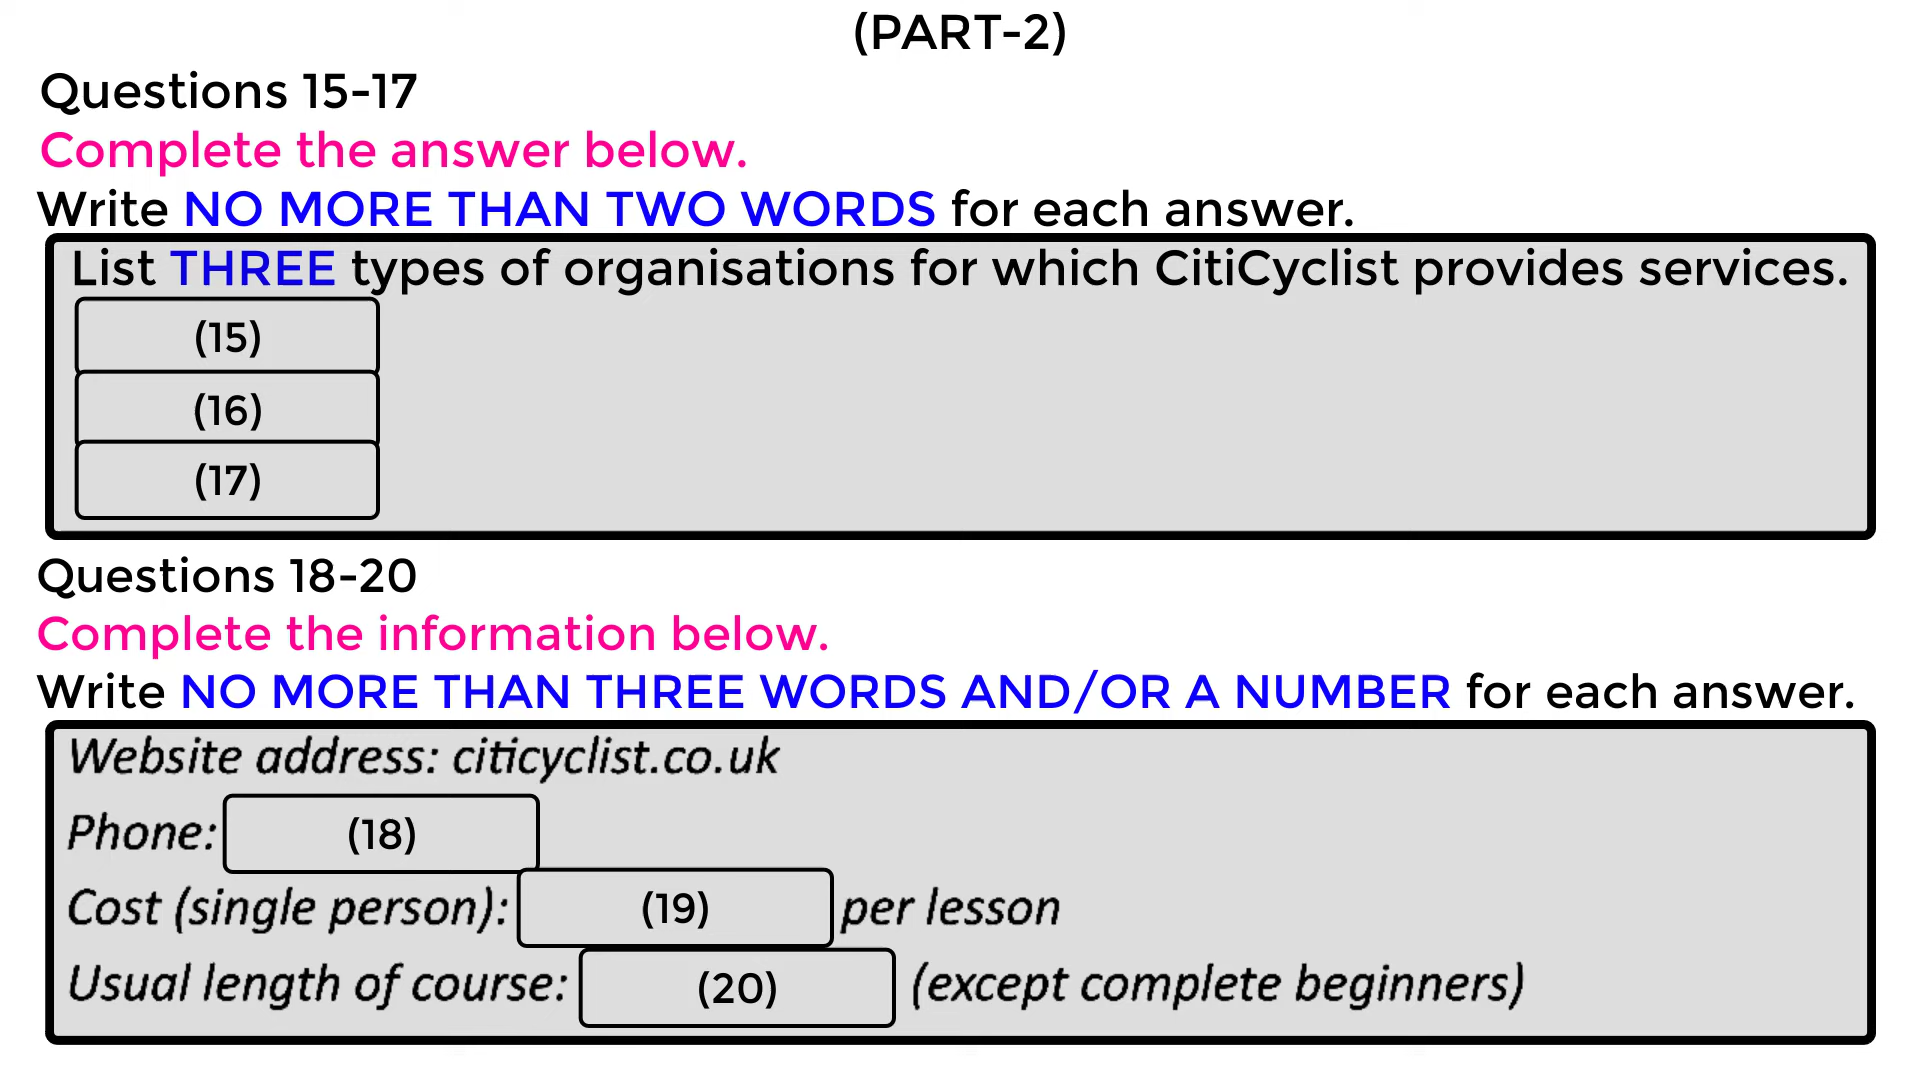 (PART-2)
Questions 15-17
Complete the answer below.
Write NO MORE THAN TWO WORDS for each answer.
List THREE types of organisations for which CitiCyclist provides services.
(15)
(16)
(17)
Questions 18-20
Complete the information below.
Write NO MORE THAN THREE WORDS AND/OR A NUMBER for each answer.
Website address: citicyclist.co.uk
Phone: (18)
Cost (single person): (19) per lesson
Usual length of course: (20) (except complete beginners)